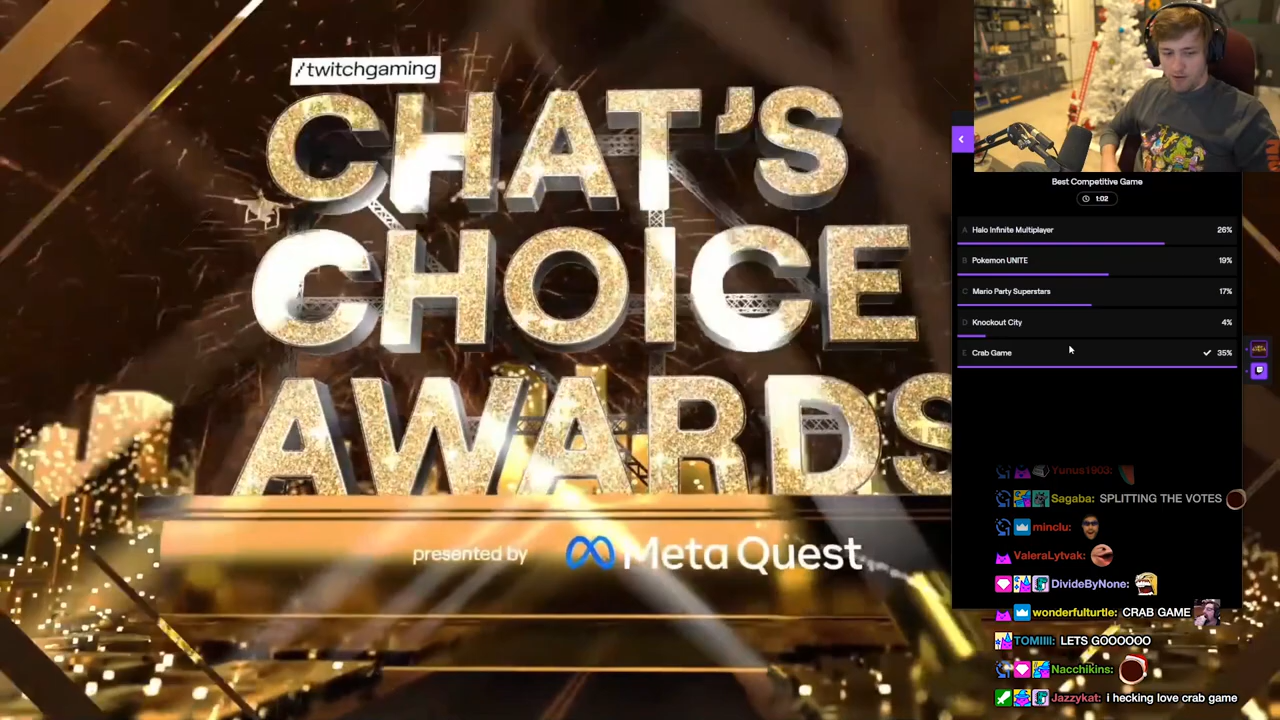 /twitchgaming
CHAT'S
CHOICE
AWARDS
presented by Meta Quest
Best Competitive Game
1:02
A Halo Infinite Multiplayer 26%
B Pokemon UNITE 19%
C Mario Party Superstars 17%
D Knockout City 4%
E Crab Game 35%
Yunus1903:
Sagaba: SPLITTING THE VOTES
minclu:
ValeraLytvak:
DivideByNone:
wonderfulturtle: CRAB GAME
TOMIIII: LETS GOOOOOO
Nacchikins:
Jazzykat: i hecking love crab game